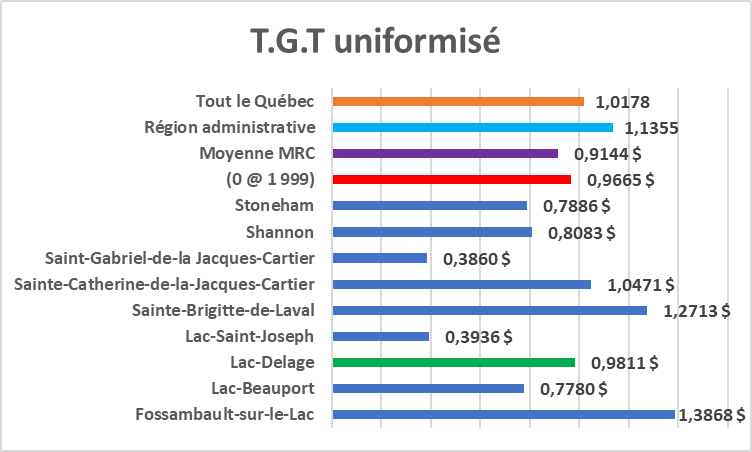 T.G.T uniformisé
Tout le Québec 1,0178
Région administrative 1,1355
Moyenne MRC 0,9144 $
(0 @ 1 999) 0,9665 $
Stoneham 0,7886 $
Shannon 0,8083 $
Saint-Gabriel-de-la Jacques-Cartier 0,3860 $
Sainte-Catherine-de-la-Jacques-Cartier 1,0471 $
Sainte-Brigitte-de-Laval 1,2713 $
Lac-Saint-Joseph 0,3936 $
Lac-Delage 0,9811 $
Lac-Beauport 0,7780 $
Fossambault-sur-le-Lac 1,3868 $